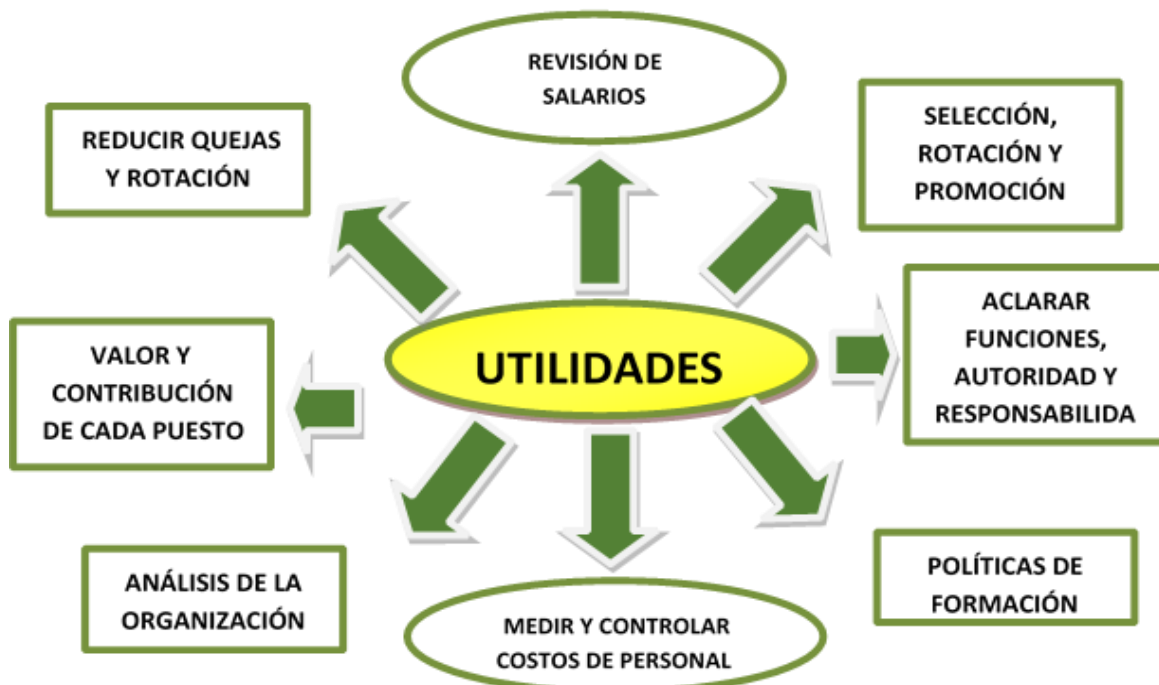 REVISIÓN DE
SALARIOS
REDUCIR QUEJAS
Y ROTACIÓN
SELECCIÓN,
ROTACIÓN Y
PROMOCIÓN
UTILIDADES
ACLARAR
FUNCIONES,
AUTORIDAD Y
RESPONSABILIDA
VALOR Y
CONTRIBUCIÓN
DE CADA PUESTO
ANÁLISIS DE LA
ORGANIZACIÓN
MEDIR Y CONTROLAR
COSTOS DE PERSONAL
POLÍTICAS DE
FORMACIÓN